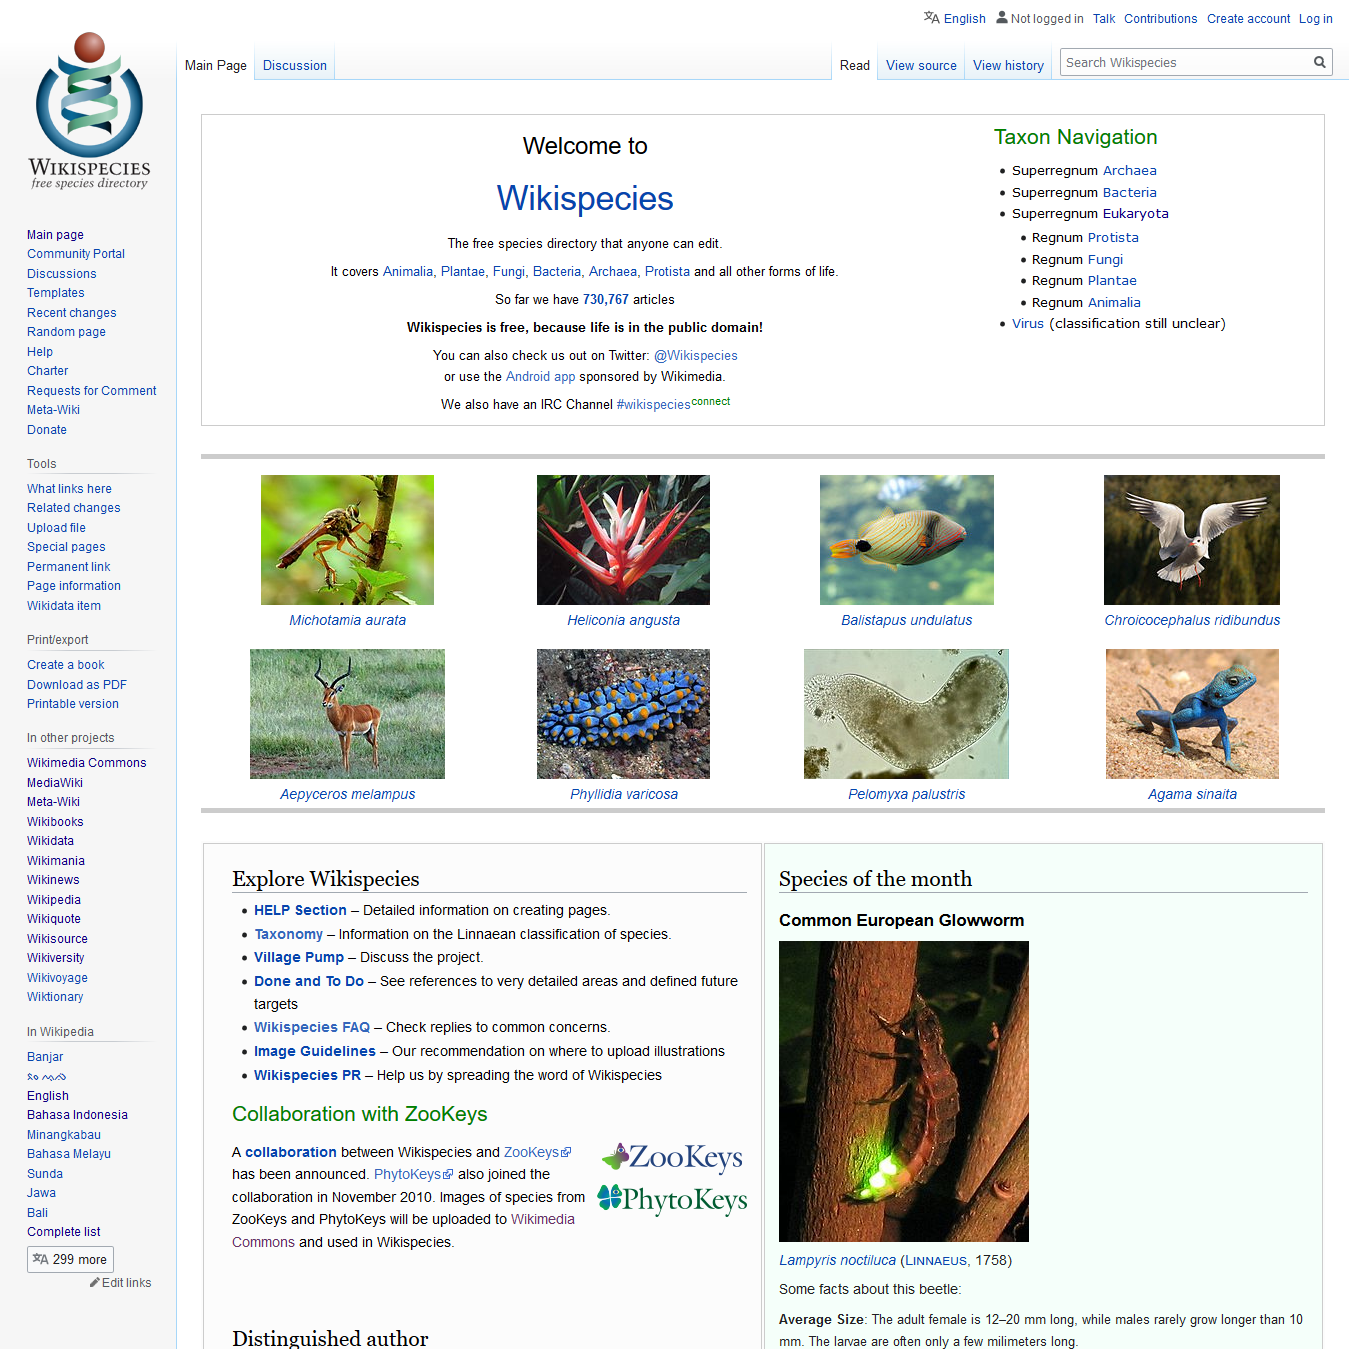 English Not logged in Talk Contributions Create account Log in
Main Page Discussion Read View source View history Search Wikispecies
WIKISPECIES
free species directory
Main page
Community Portal
Discussions
Templates
Recent changes
Random page
Help
Charter
Requests for Comment
Meta-Wiki
Donate
Tools
What links here
Related changes
Upload file
Special pages
Permanent link
Page information
Wikidata item
Print/export
Create a book
Download as PDF
Printable version
In other projects
Wikimedia Commons
MediaWiki
Meta-Wiki
Wikibooks
Wikidata
Wikimania
Wikinews
Wikipedia
Wikiquote
Wikisource
Wikiversity
Wikivoyage
Wiktionary
In Wikipedia
Banjar
English
Bahasa Indonesia
Minangkabau
Bahasa Melayu
Sunda
Jawa
Bali
Complete list
299 more
Edit links
Welcome to
Wikispecies
The free species directory that anyone can edit.
It covers Animalia, Plantae, Fungi, Bacteria, Archaea, Protista and all other forms of life.
So far we have 730,767 articles
Wikispecies is free, because life is in the public domain!
You can also check us out on Twitter: @Wikispecies
or use the Android app sponsored by Wikimedia.
We also have an IRC Channel #wikispecies connect
Taxon Navigation
Superregnum Archaea
Superregnum Bacteria
Superregnum Eukaryota
Regnum Protista
Regnum Fungi
Regnum Plantae
Regnum Animalia
Virus (classification still unclear)
Michotamia aurata
Heliconia angusta
Balistapus undulatus
Chroicocephalus ridibundus
Aepyceros melampus
Phyllidia varicosa
Pelomyxa palustris
Agama sinaita
Explore Wikispecies
HELP Section – Detailed information on creating pages.
Taxonomy – Information on the Linnaean classification of species.
Village Pump – Discuss the project.
Done and To Do – See references to very detailed areas and defined future
targets
Wikispecies FAQ – Check replies to common concerns.
Image Guidelines – Our recommendation on where to upload illustrations
Wikispecies PR – Help us by spreading the word of Wikispecies
Collaboration with ZooKeys
A collaboration between Wikispecies and ZooKeys
has been announced. PhytoKeys also joined the
collaboration in November 2010. Images of species from
ZooKeys and PhytoKeys will be uploaded to Wikimedia
Commons and used in Wikispecies.
ZooKeys
PhytoKeys
Distinguished author
Species of the month
Common European Glowworm
Lampyris noctiluca (LINNAEUS, 1758)
Some facts about this beetle:
Average Size: The adult female is 12–20 mm long, while males rarely grow longer than 10
mm. The larvae are often only a few milimeters long.